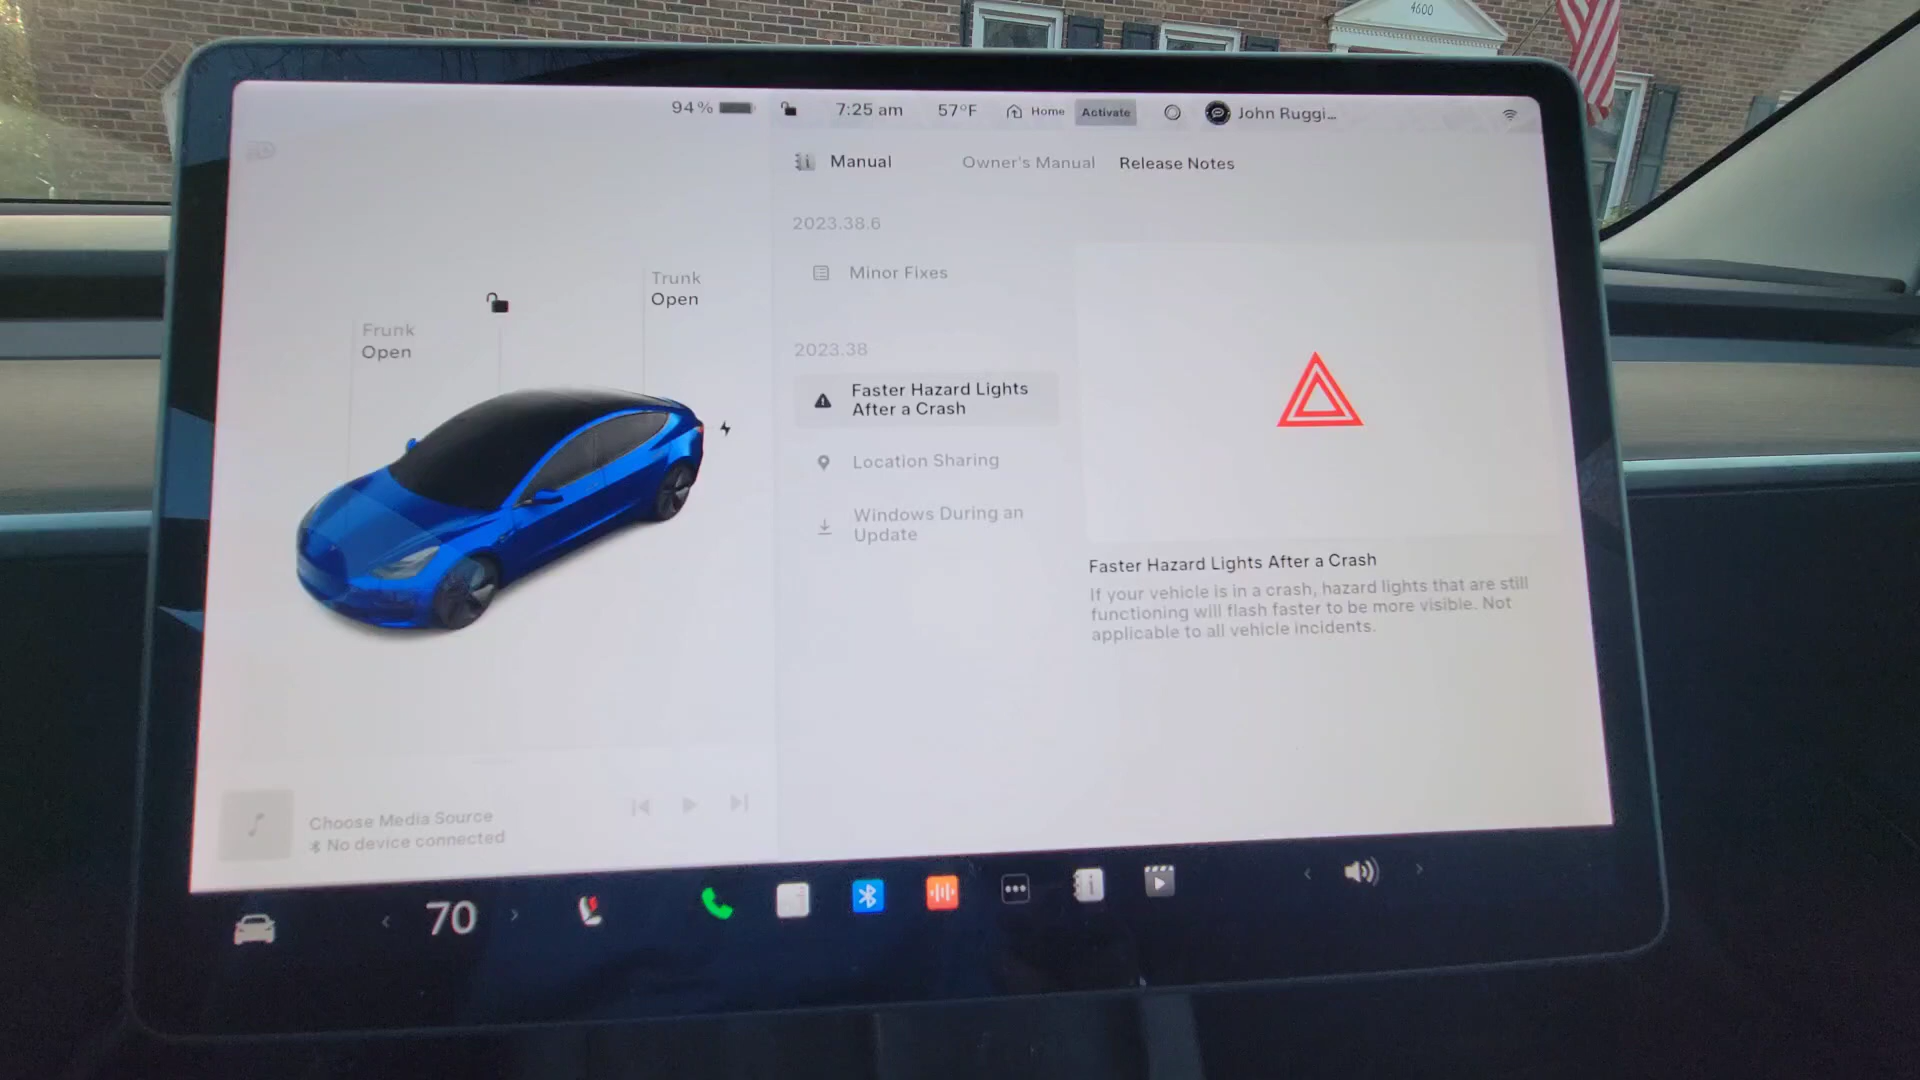 4600
94%
7:25 am
57°F
Home
Activate
John Ruggi...
Manual
Owner's Manual
Release Notes
2023.38.6
Minor Fixes
2023.38
Faster Hazard Lights
After a Crash
Location Sharing
Windows During an
Update
Trunk
Open
Frunk
Open
Faster Hazard Lights After a Crash
If your vehicle is in a crash, hazard lights that are still
functioning will flash faster to be more visible. Not
applicable to all vehicle incidents.
Choose Media Source
No device connected
70